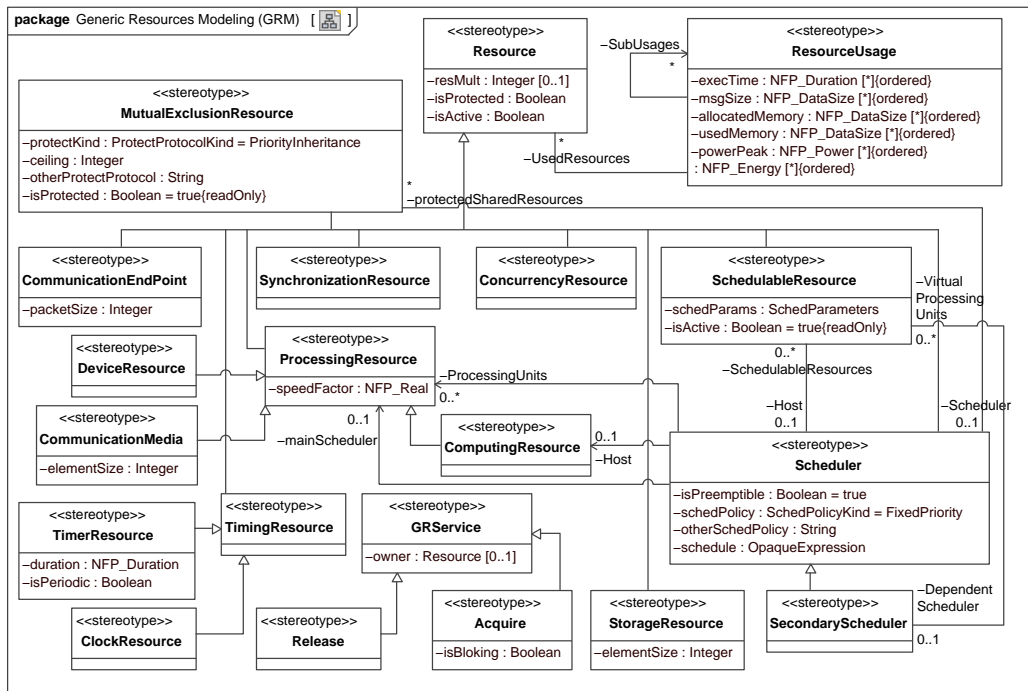 package Generic Resources Modeling (GRM) [ ]
<<stereotype>>
Resource
–resMult : Integer [0..1]
–isProtected : Boolean
–isActive : Boolean
–SubUsages
*
<<stereotype>>
ResourceUsage
–execTime : NFP_Duration [*]{ordered}
–msgSize : NFP_DataSize [*]{ordered}
–allocatedMemory : NFP_DataSize [*]{ordered}
–usedMemory : NFP_DataSize [*]{ordered}
–powerPeak : NFP_Power [*]{ordered}
: NFP_Energy [*]{ordered}
*
–UsedResources
<<stereotype>>
MutualExclusionResource
–protectKind : ProtectProtocolKind = PriorityInheritance
–ceiling : Integer
–otherProtectProtocol : String
–isProtected : Boolean = true{readOnly}
*
–protectedSharedResources
<<stereotype>>
CommunicationEndPoint
–packetSize : Integer
<<stereotype>>
SynchronizationResource
<<stereotype>>
ConcurrencyResource
<<stereotype>>
SchedulableResource
–schedParams : SchedParameters
–isActive : Boolean = true{readOnly}
–Virtual
Processing
Units
0..*
0..*
–SchedulableResources
<<stereotype>>
DeviceResource
<<stereotype>>
ProcessingResource
–speedFactor : NFP_Real
–ProcessingUnits
0..*
0..1
–mainScheduler
<<stereotype>>
CommunicationMedia
–elementSize : Integer
<<stereotype>>
ComputingResource
0..1
–Host
–Host
0..1
–Scheduler
0..1
<<stereotype>>
Scheduler
–isPreemptible : Boolean = true
–schedPolicy : SchedPolicyKind = FixedPriority
–otherSchedPolicy : String
–schedule : OpaqueExpression
<<stereotype>>
TimerResource
–duration : NFP_Duration
–isPeriodic : Boolean
<<stereotype>>
TimingResource
<<stereotype>>
GRService
–owner : Resource [0..1]
<<stereotype>>
ClockResource
<<stereotype>>
Release
<<stereotype>>
Acquire
–isBloking : Boolean
<<stereotype>>
StorageResource
–elementSize : Integer
<<stereotype>>
SecondaryScheduler
–Dependent
Scheduler
0..1